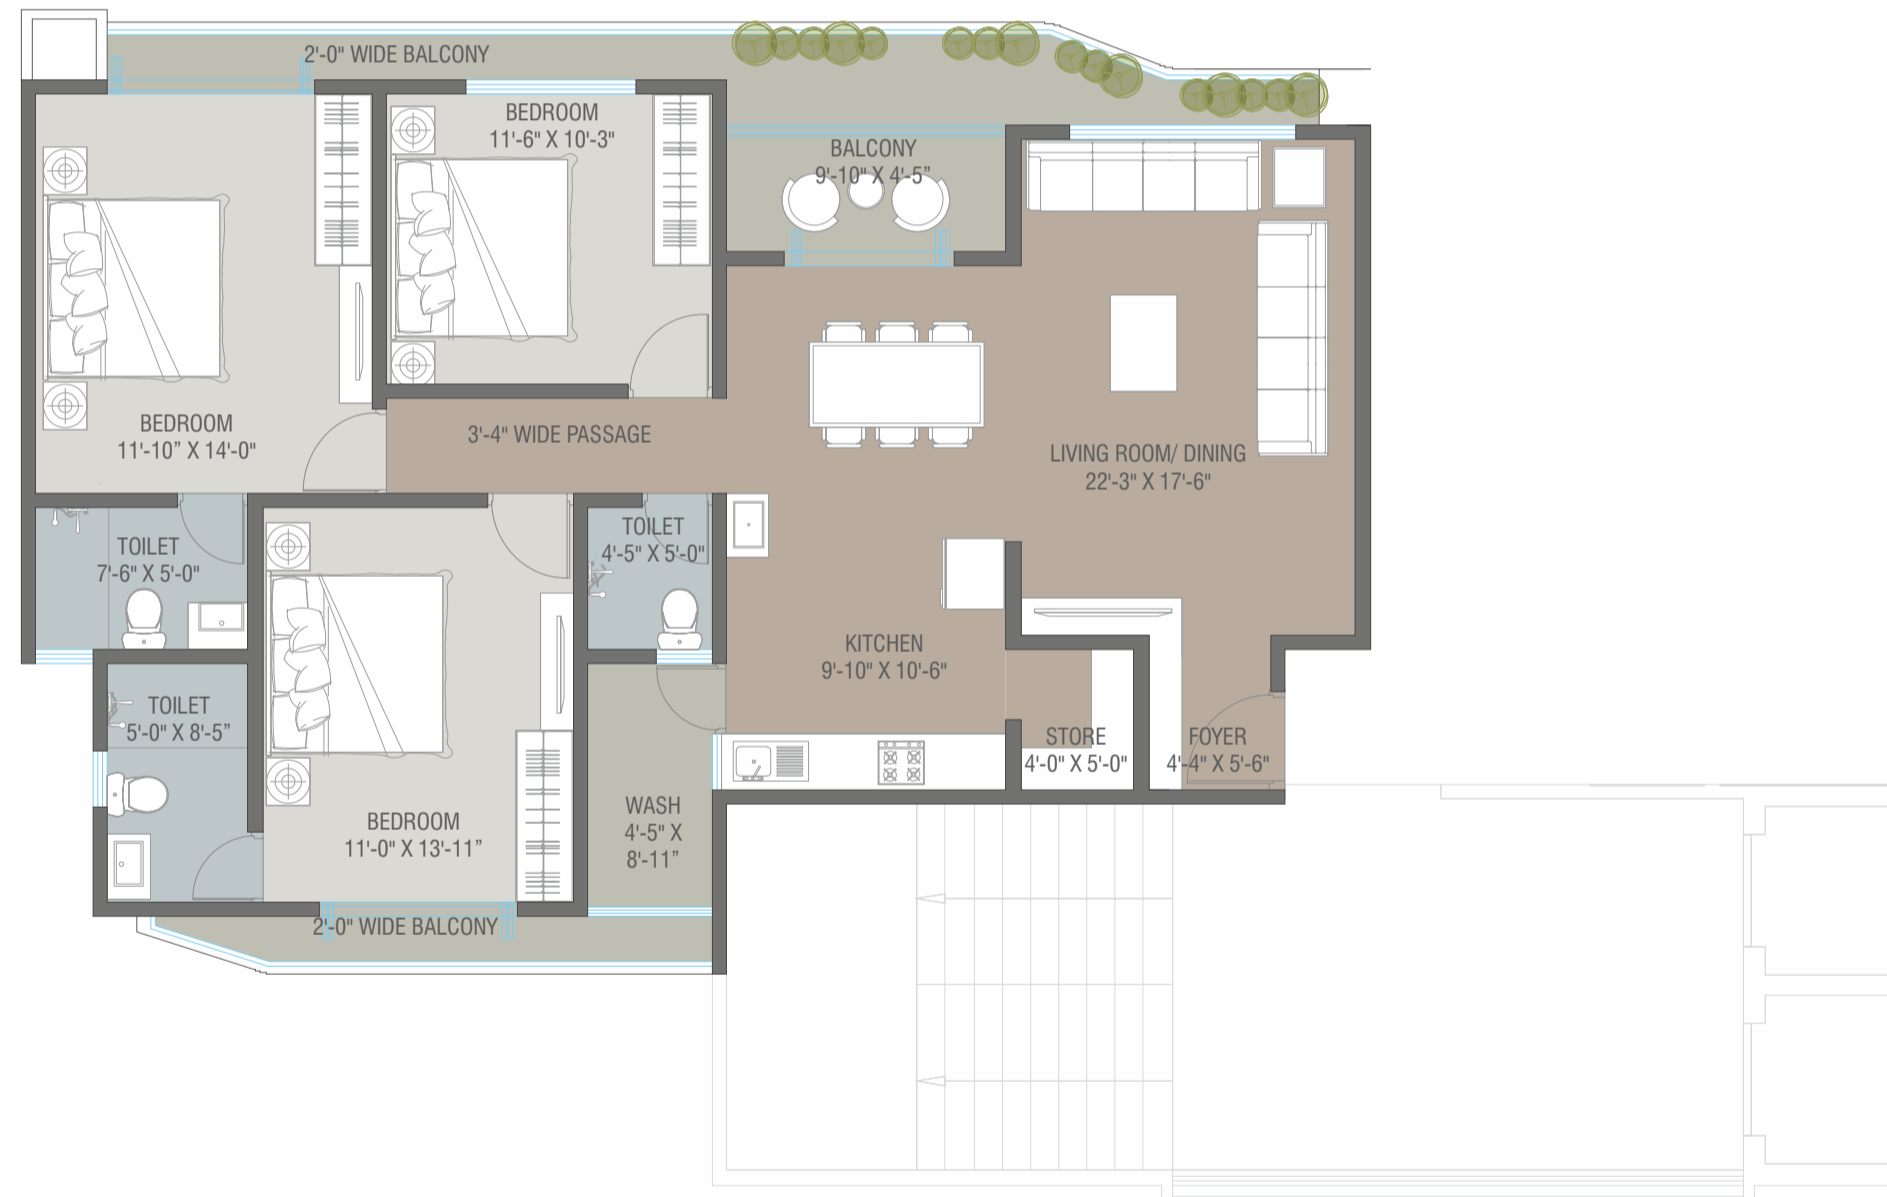 2'-0" WIDE BALCONY
BEDROOM
11'-6" X 10'-3"
BALCONY
9'-10" X 4'-5”
BEDROOM
11'-10” X 14'-0"
3'-4" WIDE PASSAGE
LIVING ROOM/ DINING
22'-3" X 17'-6"
TOILET
7'-6" X 5'-0"
TOILET
4'-5" X 5'-0"
KITCHEN
9'-10" X 10'-6"
TOILET
5'-0" X 8'-5”
STORE
4'-0" X 5'-0"
FOYER
4'-4" X 5'-6"
BEDROOM
11'-0" X 13'-11”
WASH
4'-5" X
8'-11”
2'-0" WIDE BALCONY